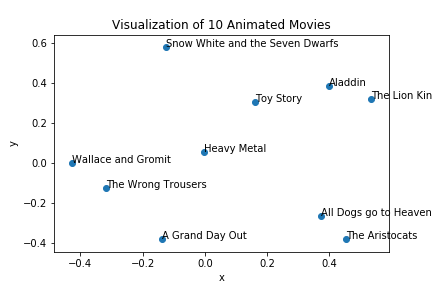 Visualization of 10 Animated Movies
0.6
Snow White and the Seven Dwarfs
0.4
Aladdin
The Lion Kin
Toy Story
0.2
y
Heavy Metal
0.0
Wallace and Gromit
The Wrong Trousers
−0.2
All Dogs go to Heaven
A Grand Day Out
The Aristocats
−0.4
−0.4 −0.2 0.0 0.2 0.4
x